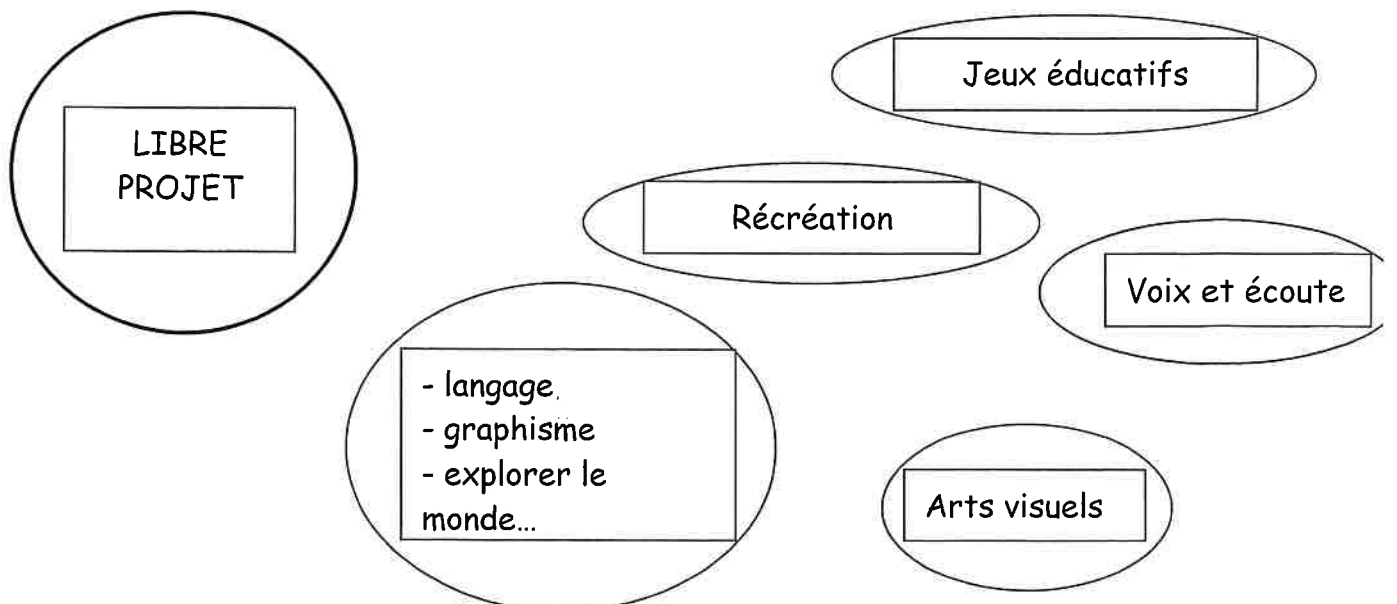 LIBRE
PROJET
Jeux éducatifs
Récréation
Voix et écoute
- langage
- graphisme
- explorer le
monde...
Arts visuels